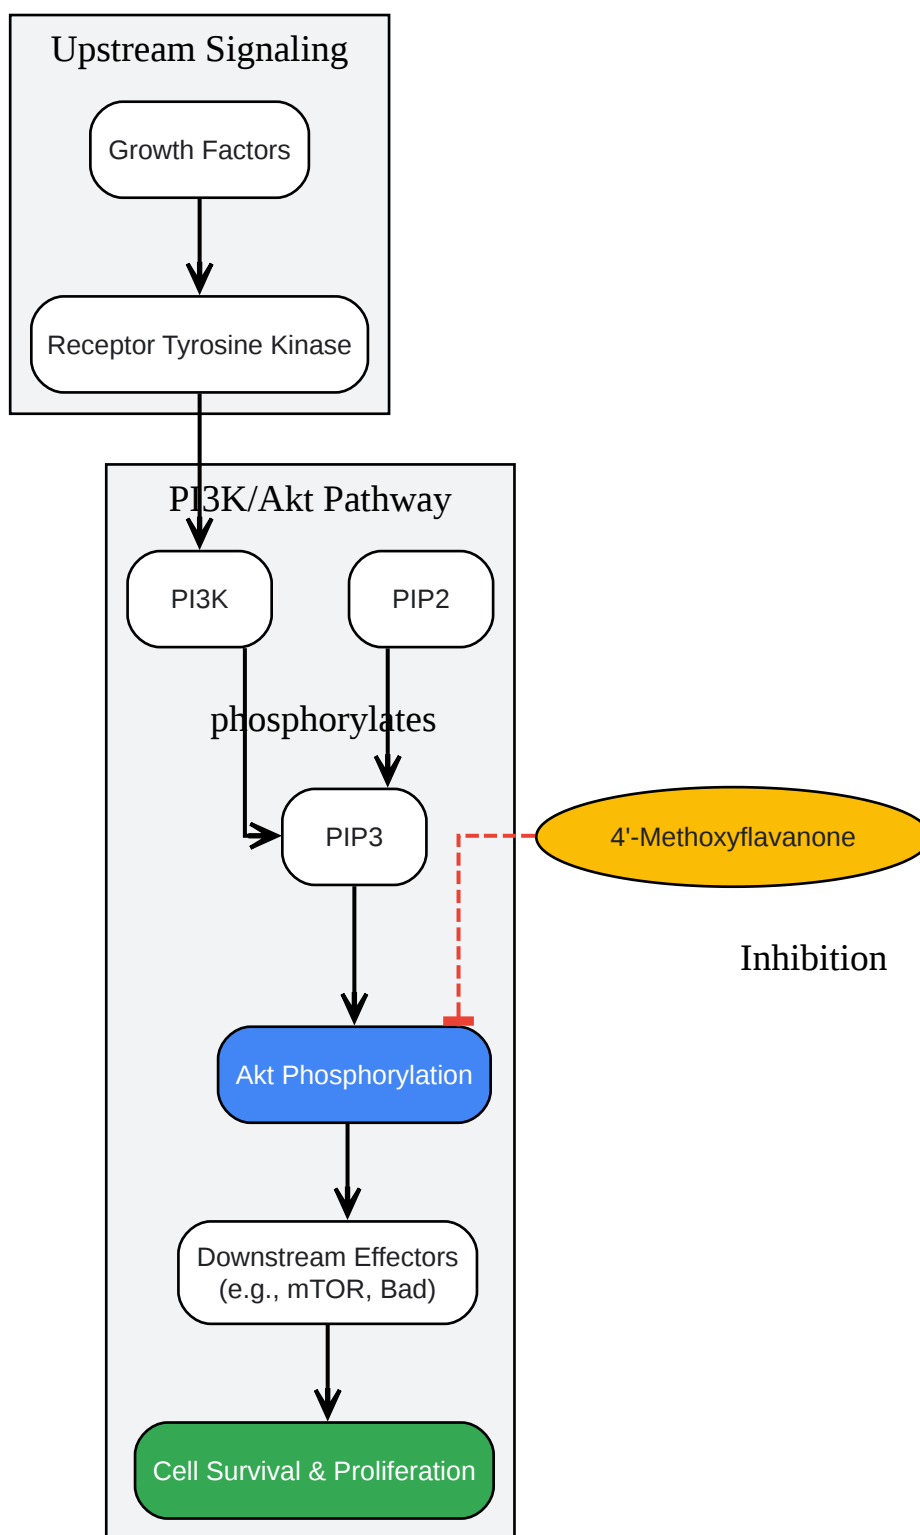 Upstream Signaling
Growth Factors
Receptor Tyrosine Kinase
PI3K/Akt Pathway
PI3K
PIP2
phosphorylates
PIP3
4'-Methoxyflavanone
Inhibition
Akt Phosphorylation
Downstream Effectors
(e.g., mTOR, Bad)
Cell Survival & Proliferation